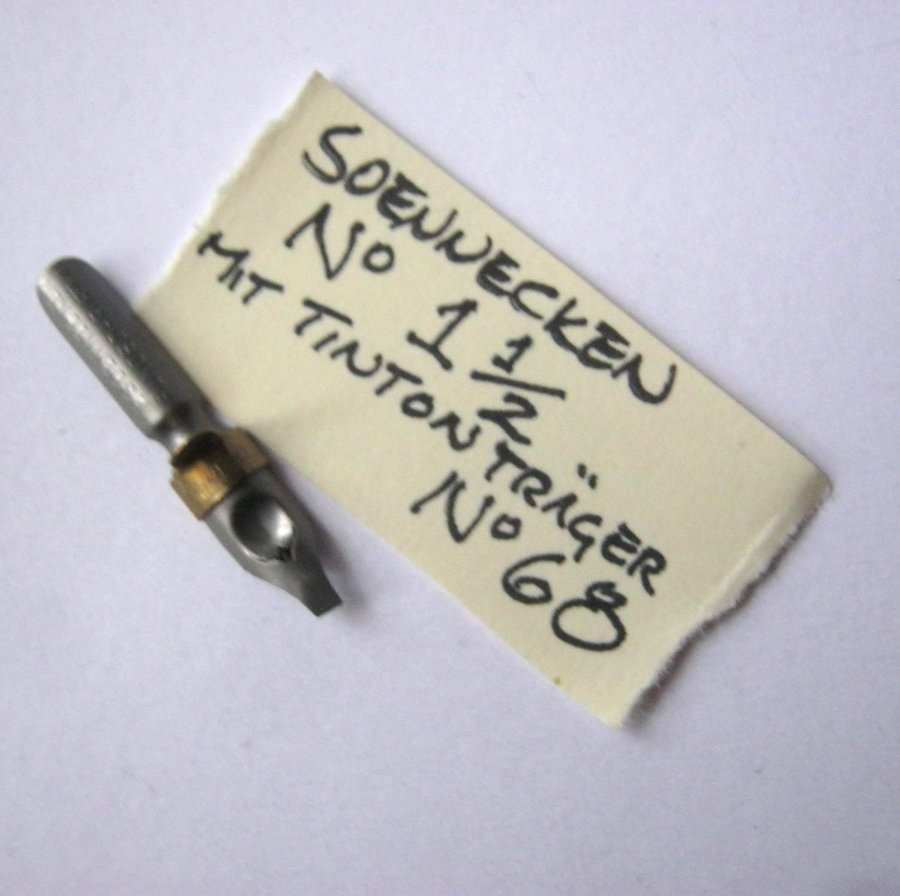 SOENNECKEN
No 1 1/2
MIT TINTONTRÄGER
No 68